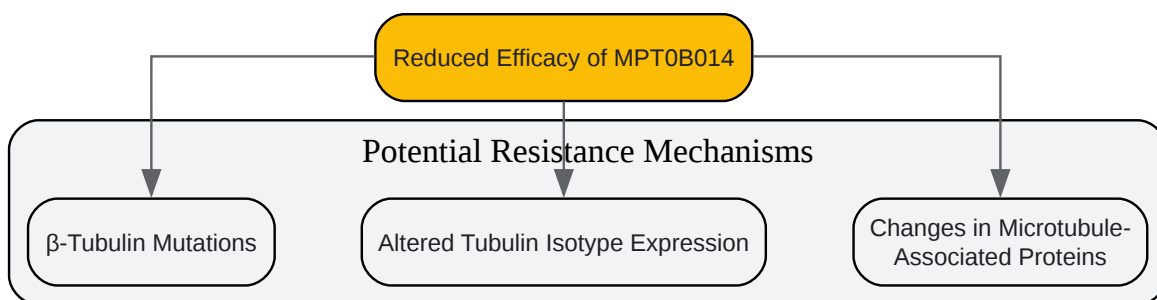 Reduced Efficacy of MPT0B014
Potential Resistance Mechanisms
β-Tubulin Mutations
Altered Tubulin Isotype Expression
Changes in Microtubule-
Associated Proteins